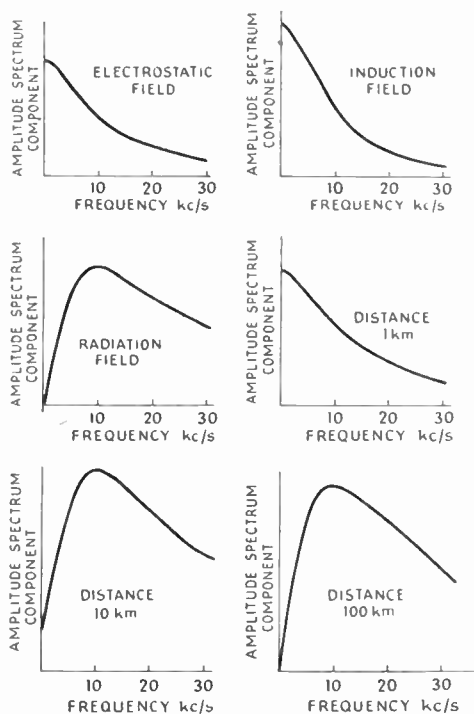 AMPLITUDE SPECTRUM
COMPONENT
ELECTROSTATIC
FIELD
10 20 30
FREQUENCY kc/s
AMPLITUDE SPECTRUM
COMPONENT
INDUCTION
FIELD
10 20 30
FREQUENCY kc/s
AMPLITUDE SPECTRUM
COMPONENT
RADIATION
FIELD
10 20 30
FREQUENCY kc/s
AMPLITUDE SPECTRUM
COMPONENT
DISTANCE
1km
10 20 30
FREQUENCY kc/s
AMPLITUDE SPECTRUM
COMPONENT
DISTANCE
10 km
10 20 30
FREQUENCY kc/s
AMPLITUDE SPECTRUM
COMPONENT
DISTANCE
100 km
10 20 30
FREQUENCY kc/s